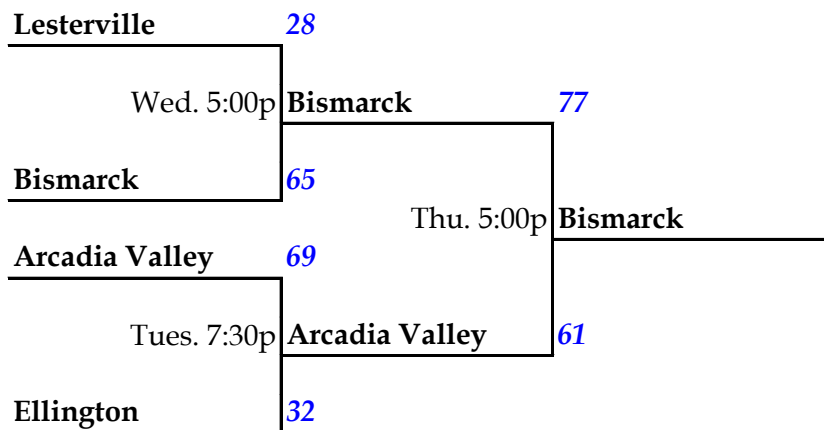 Lesterville 28
Wed. 5:00p Bismarck 77
Bismarck 65
Thu. 5:00p Bismarck
Arcadia Valley 69
Tues. 7:30p Arcadia Valley 61
Ellington 32